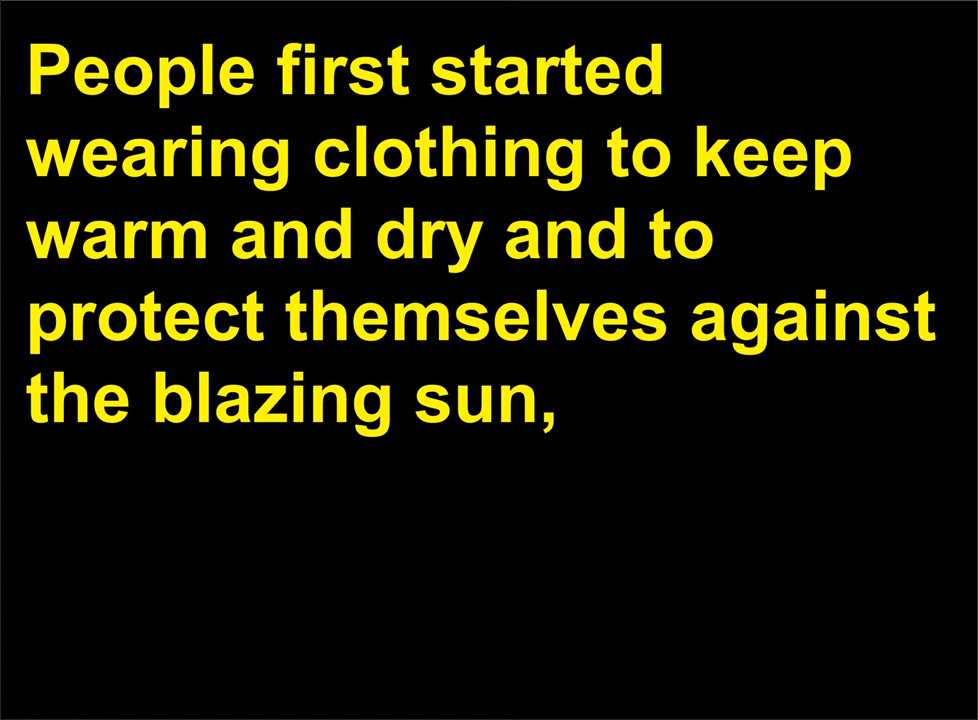 People first started
wearing clothing to keep
warm and dry and to
protect themselves against
the blazing sun,